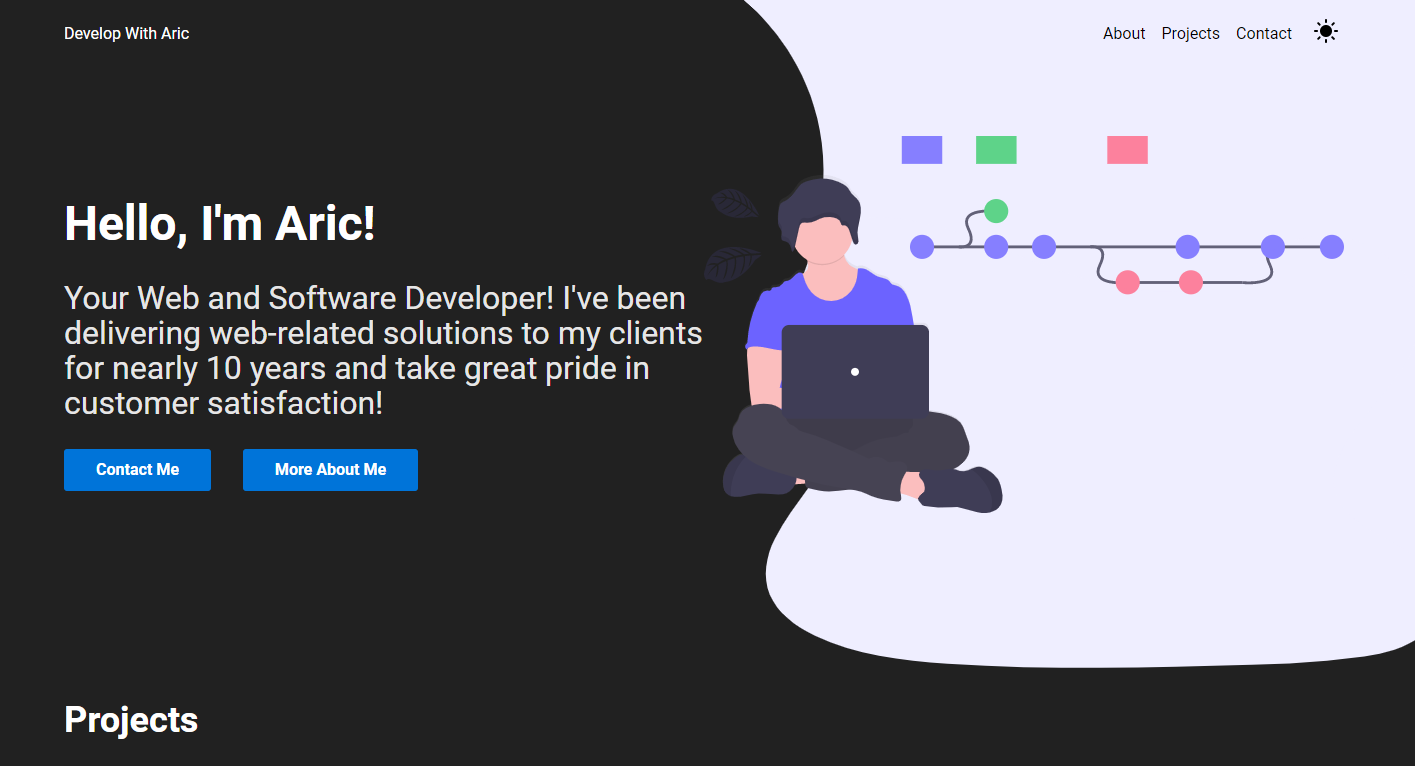 Develop With Aric
About Projects Contact
Hello, I'm Aric!
Your Web and Software Developer! I've been
delivering web-related solutions to my clients
for nearly 10 years and take great pride in
customer satisfaction!
Contact Me
More About Me
Projects